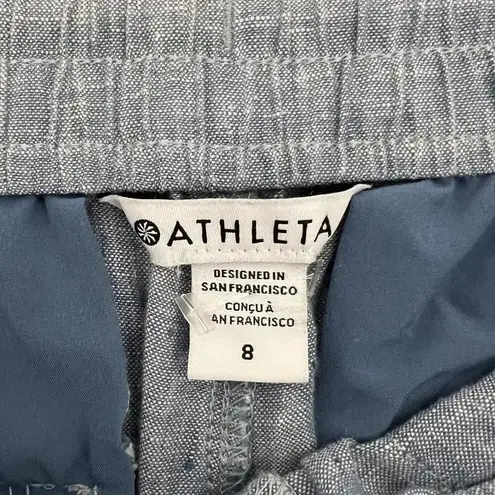 ATHLETA
DESIGNED IN
SAN FRANCISCO
CONÇU À
AN FRANCISCO
8